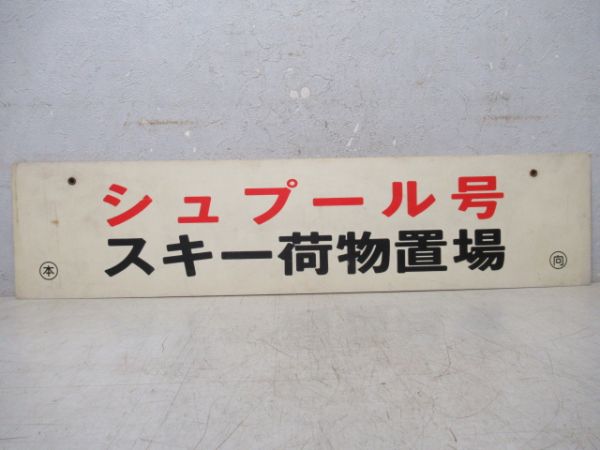 シュプール号
スキー荷物置場
本
向